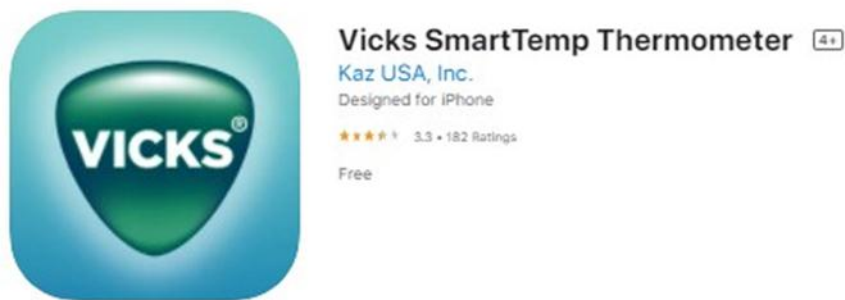 VICKS®
Vicks SmartTemp Thermometer 4+
Kaz USA, Inc.
Designed for iPhone
3.3 • 182 Ratings
Free